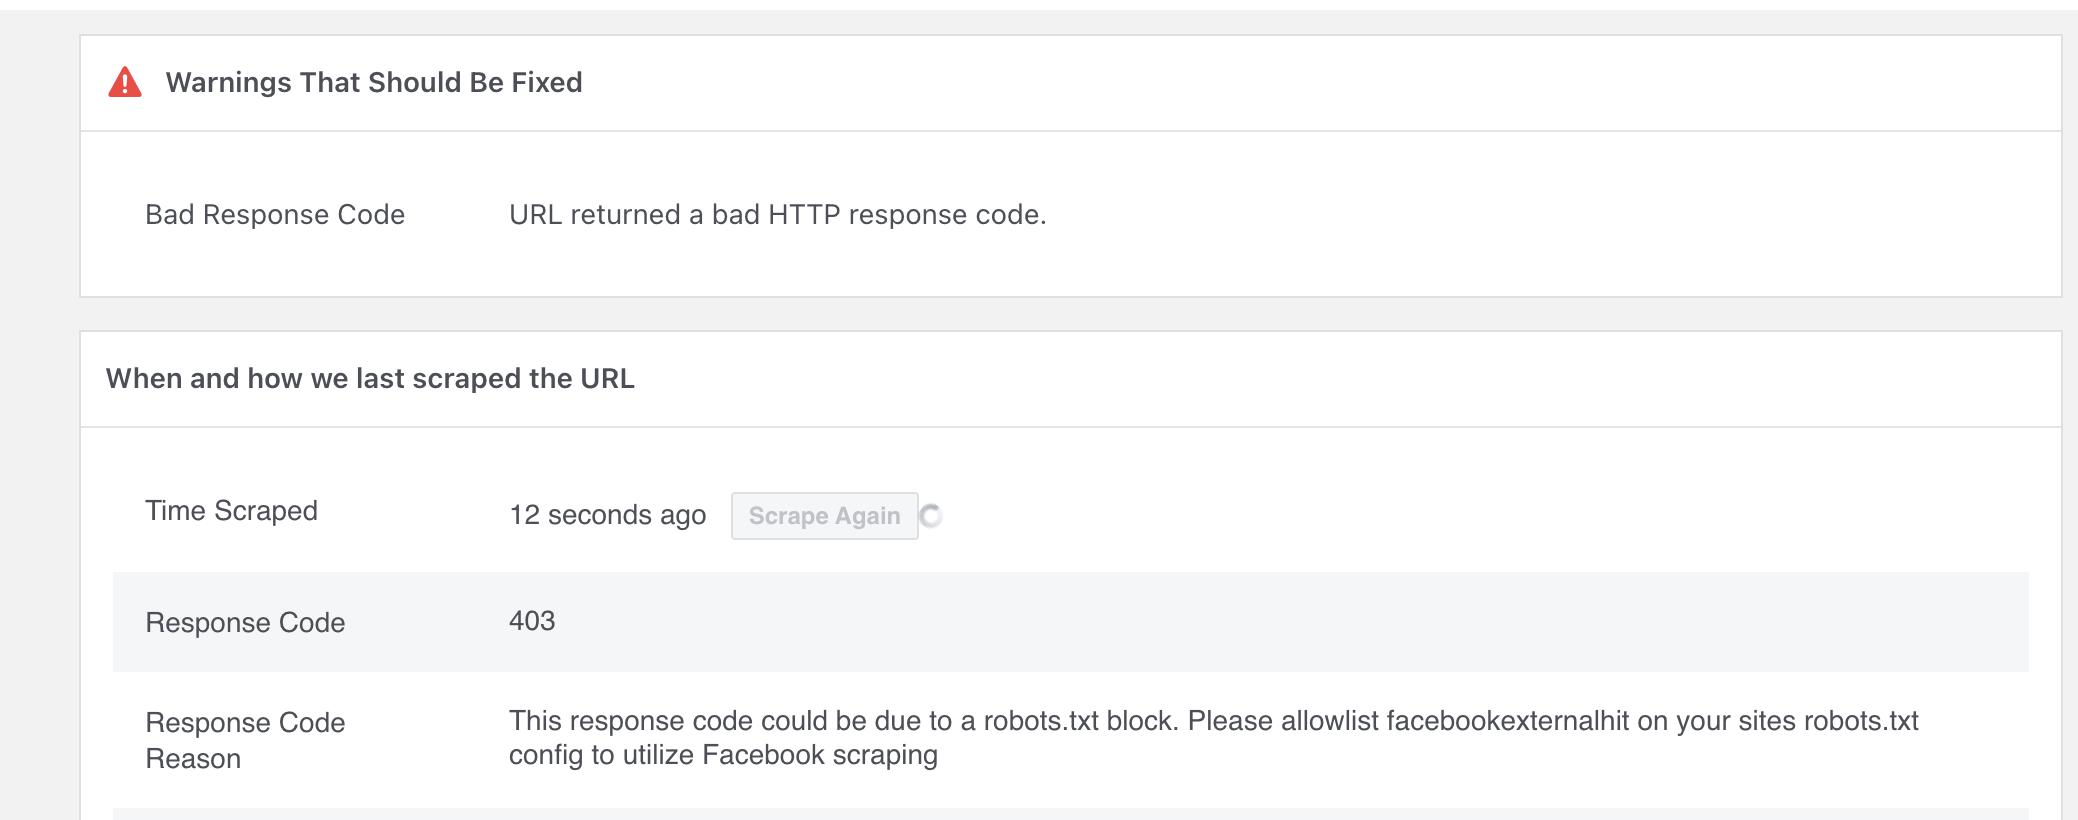 Warnings That Should Be Fixed
Bad Response Code
URL returned a bad HTTP response code.
When and how we last scraped the URL
Time Scraped
12 seconds ago
Scrape Again
Response Code
403
Response Code
Reason
This response code could be due to a robots.txt block. Please allowlist facebookexternalhit on your sites robots.txt
config to utilize Facebook scraping